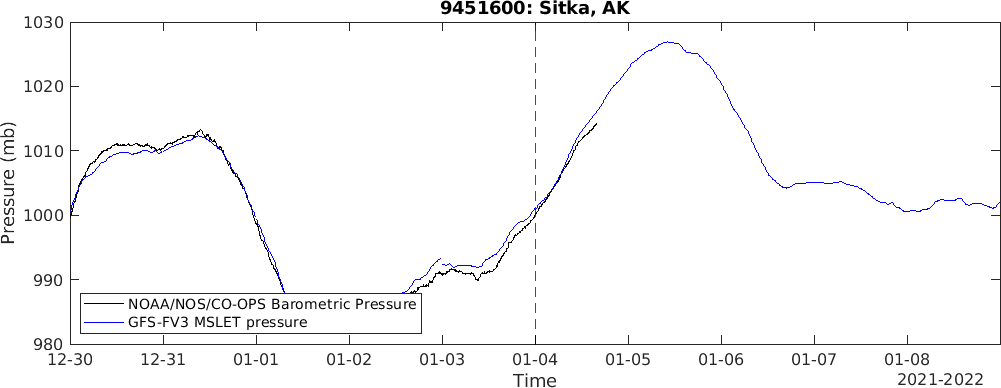 9451600: Sitka, AK
Pressure (mb)
1030
1020
1010
1000
990
980
NOAA/NOS/CO-OPS Barometric Pressure
GFS-FV3 MSLET pressure
12-30 12-31 01-01 01-02 01-03 01-04 01-05 01-06 01-07 01-08
Time
2021-2022